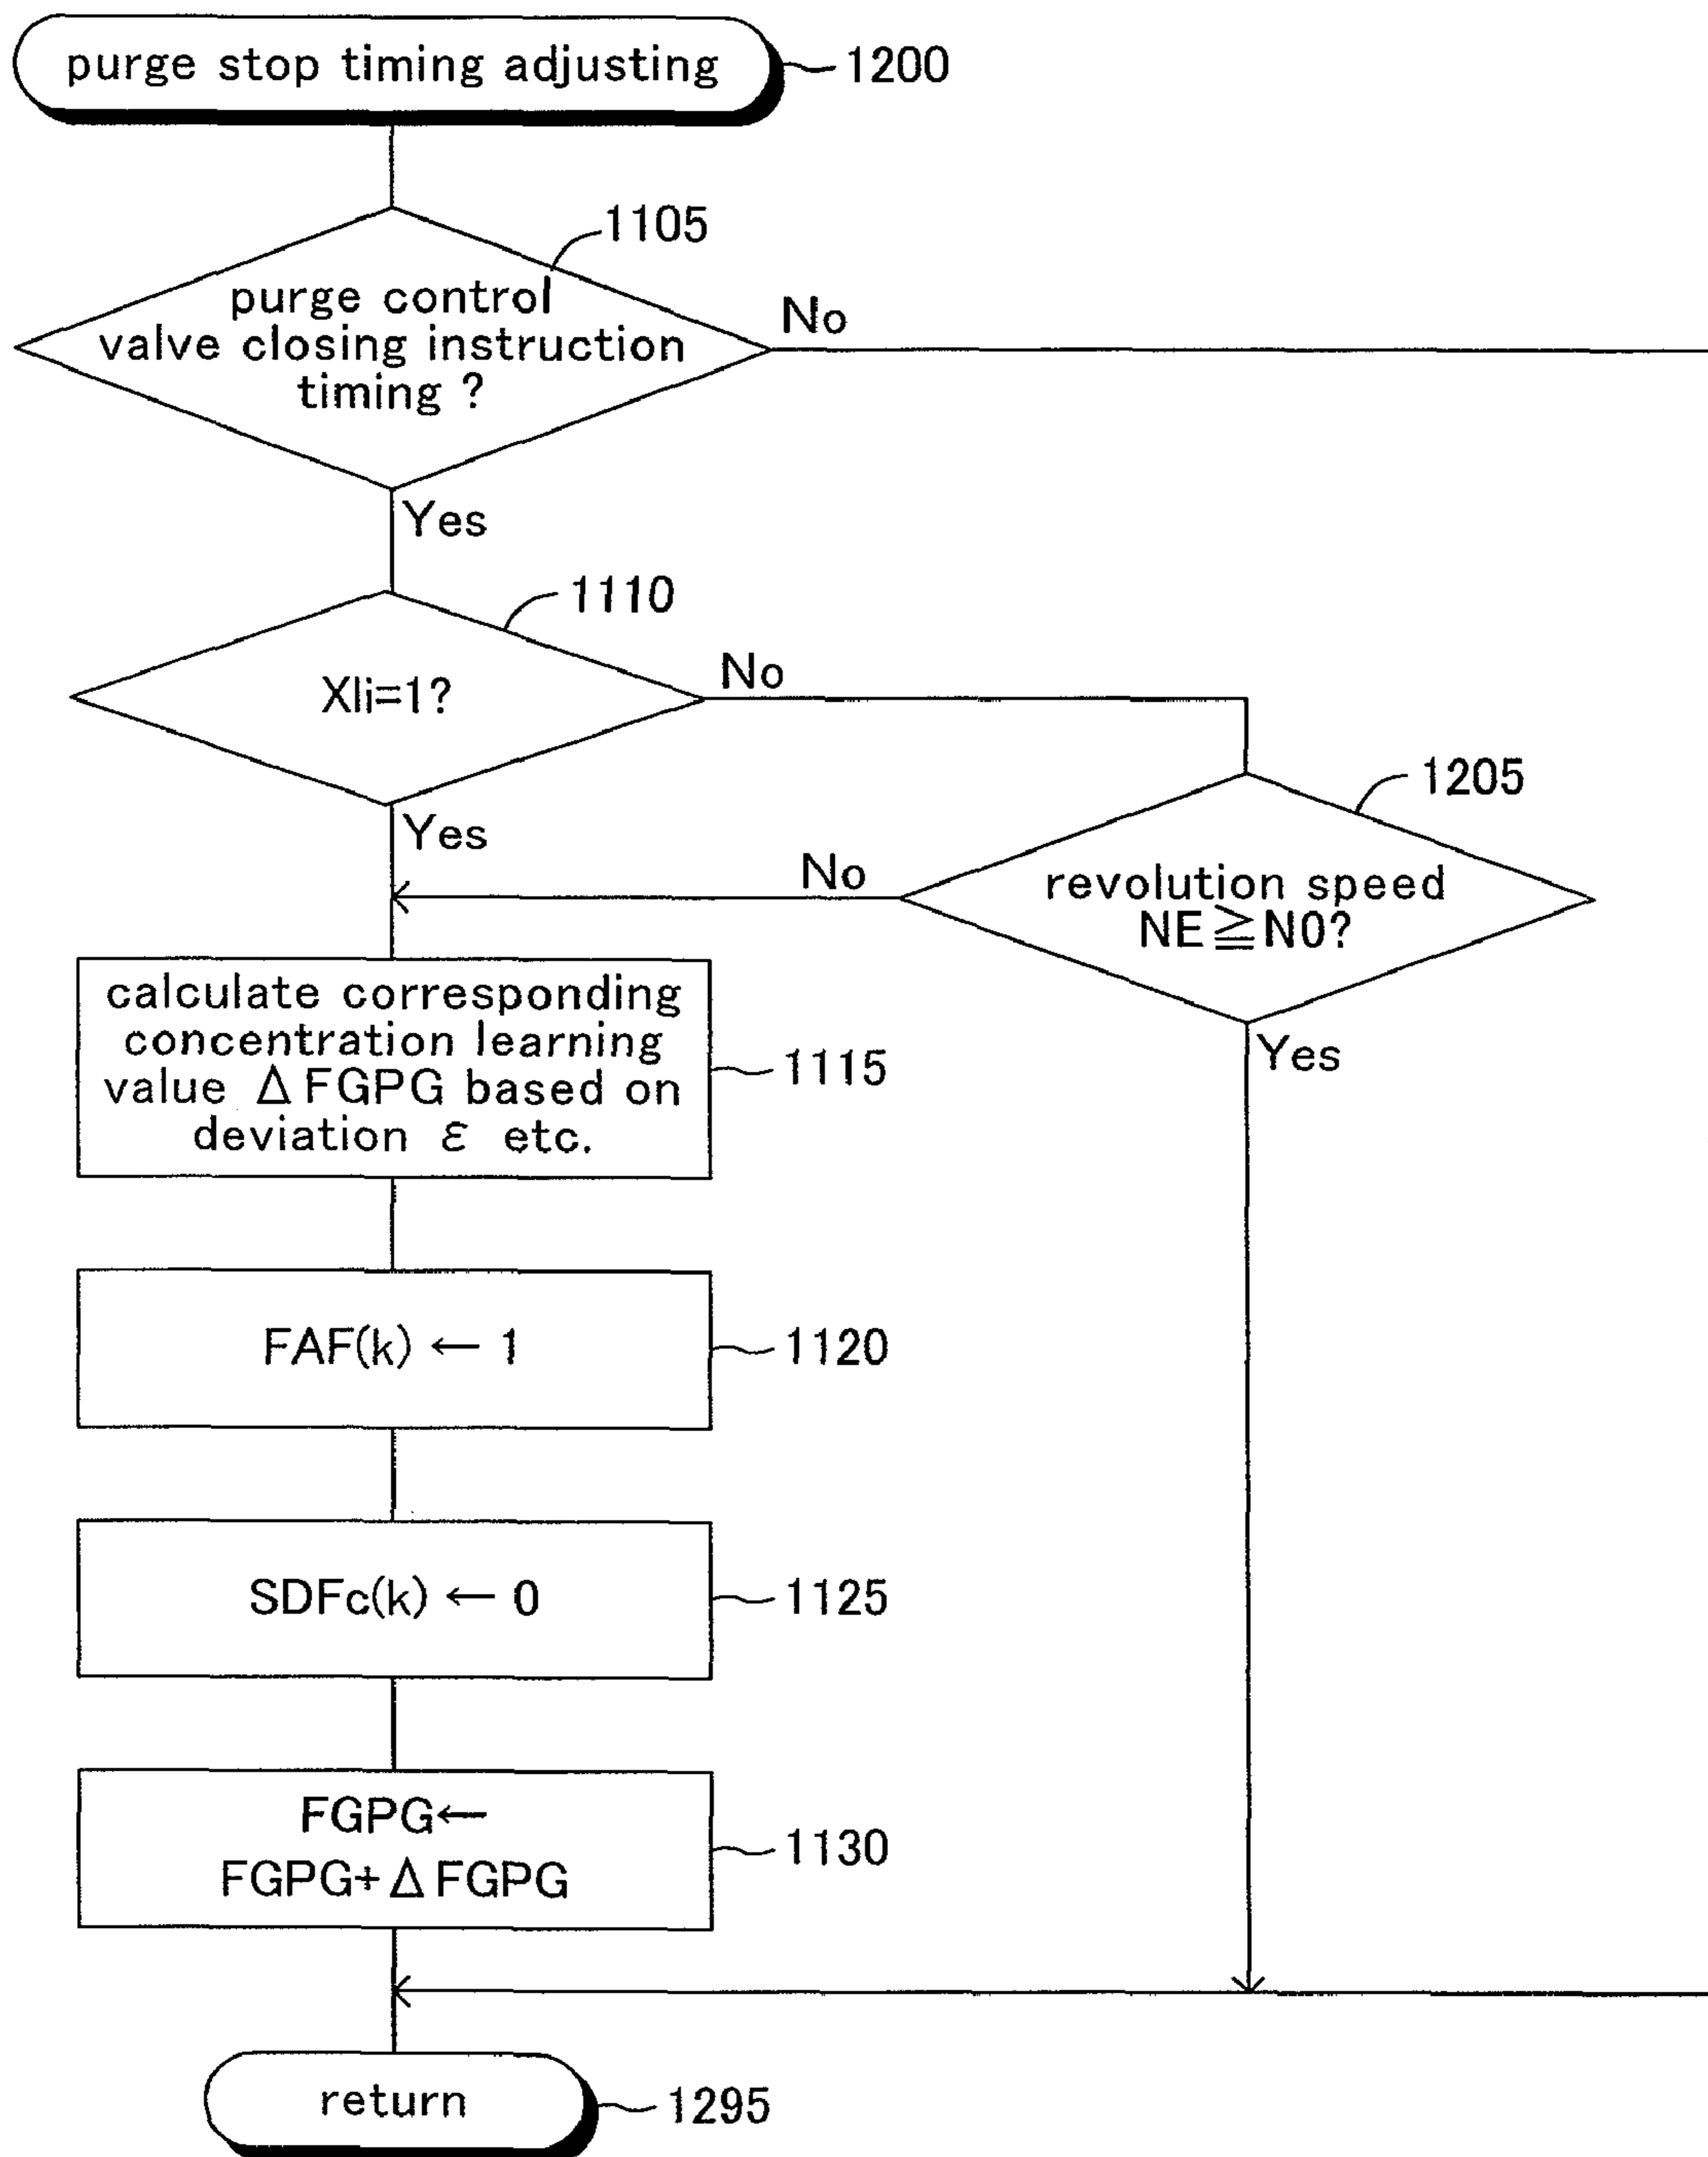 purge stop timing adjusting
1200
1105
purge control
valve closing instruction
timing ?
No
Yes
1110
Xli=1?
No
Yes
1205
revolution speed
NE≧N0?
No
Yes
calculate corresponding
concentration learning
value ΔFGPG based on
deviation ε etc.
1115
FAF(k) ← 1
1120
SDFc(k) ← 0
1125
FGPG←
FGPG+ΔFGPG
1130
return
1295